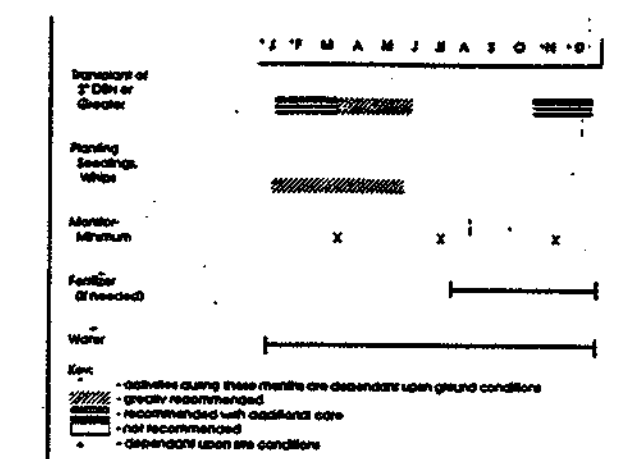 *J *F M A M J J A S O *N *D
Transplant of
2" DBH or
Greater
Planting
Seedlings,
Whips
Monitor-
Minimum
x x x
Fertilizer
(if needed)
Water
Key:
- activities during these months are dependant upon ground conditions
- greatly recommended
- recommended with additional care
- not recommended
- dependant upon site conditions